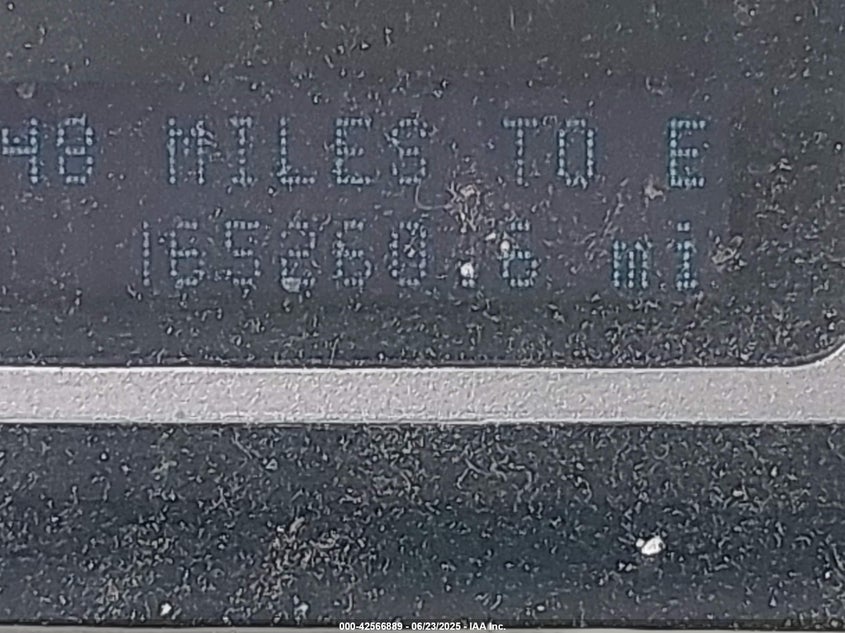 48 MILES TO E
165260.6 mi
000-42566889 - 06/23/2025 - IAA Inc.